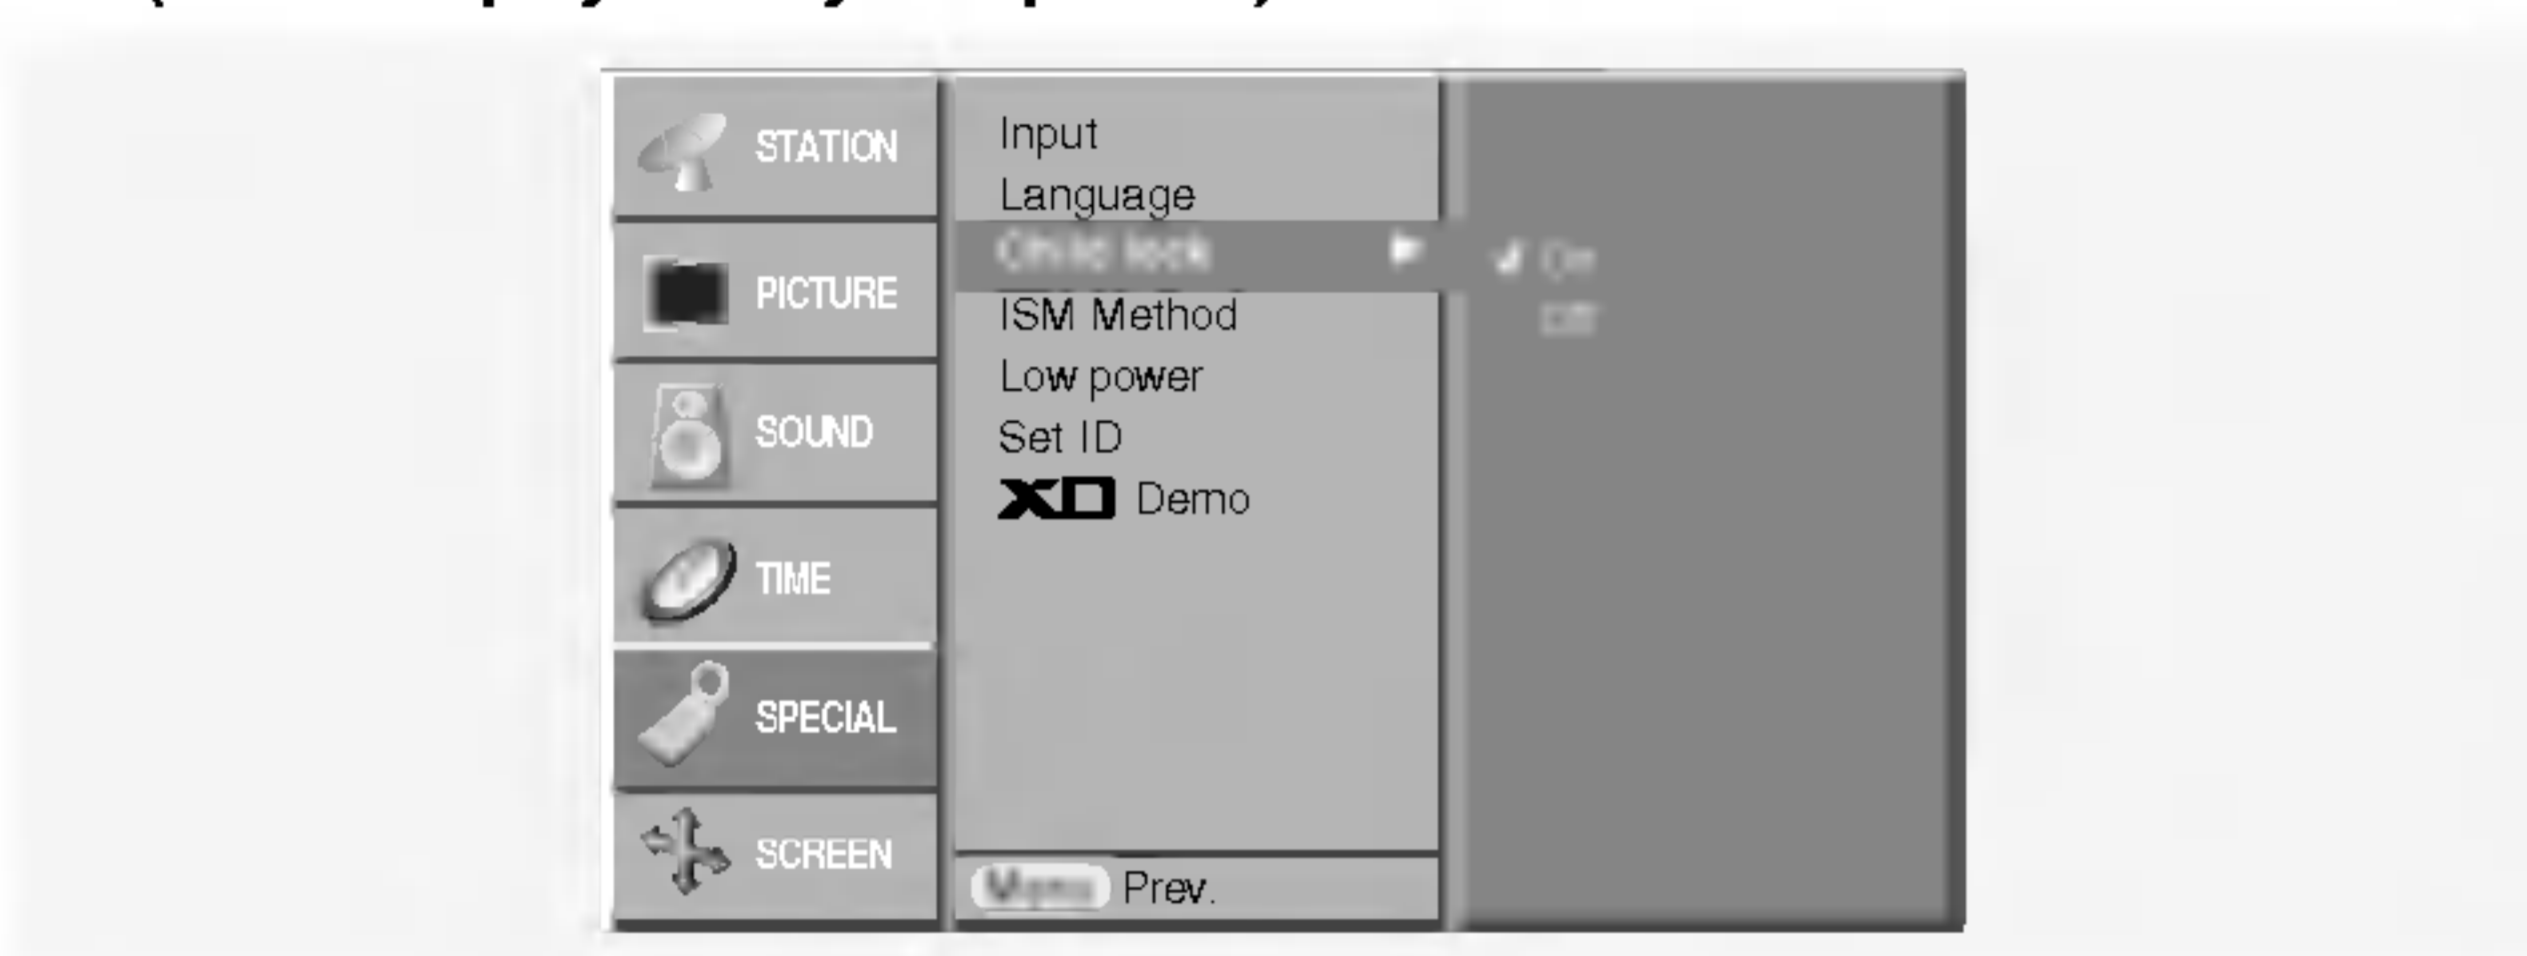 STATION
PICTURE
SOUND
TIME
SPECIAL
SCREEN
Input
Language
Child lock
ISM Method
Low power
Set ID
XD Demo
Menu Prev.
On
Off